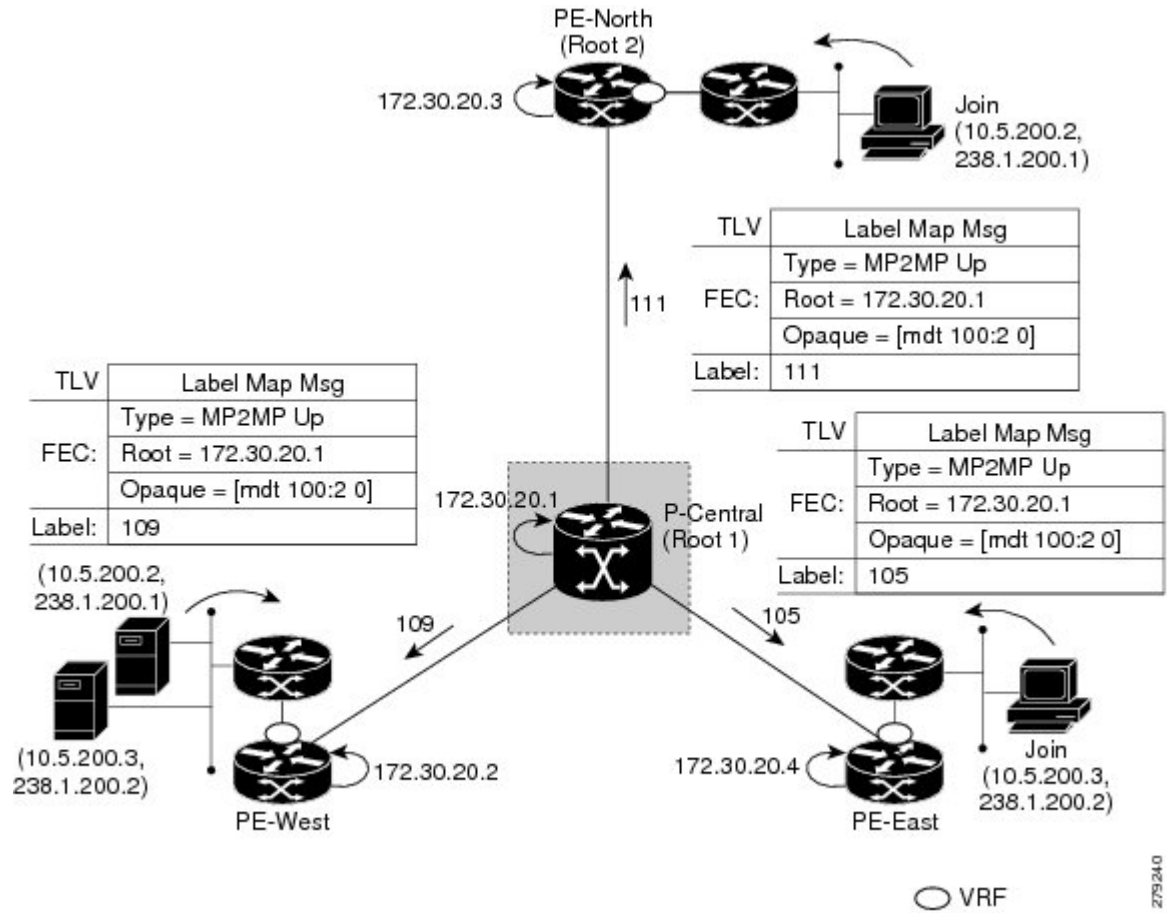 PE-North
(Root 2)
172.30.20.3
Join
(10.5.200.2,
238.1.200.1)
TLV
Label Map Msg
FEC:
Type = MP2MP Up
Root = 172.30.20.1
Opaque = [mdt 100:2 0]
Label:
111
111
TLV
Label Map Msg
FEC:
Type = MP2MP Up
Root = 172.30.20.1
Opaque = [mdt 100:2 0]
Label:
109
TLV
Label Map Msg
FEC:
Type = MP2MP Up
Root = 172.30.20.1
Opaque = [mdt 100:2 0]
Label:
105
172.30.20.1
P-Central
(Root 1)
(10.5.200.2,
238.1.200.1)
109
105
(10.5.200.3,
238.1.200.2)
172.30.20.2
PE-West
172.30.20.4
PE-East
Join
(10.5.200.3,
238.1.200.2)
VRF
279240